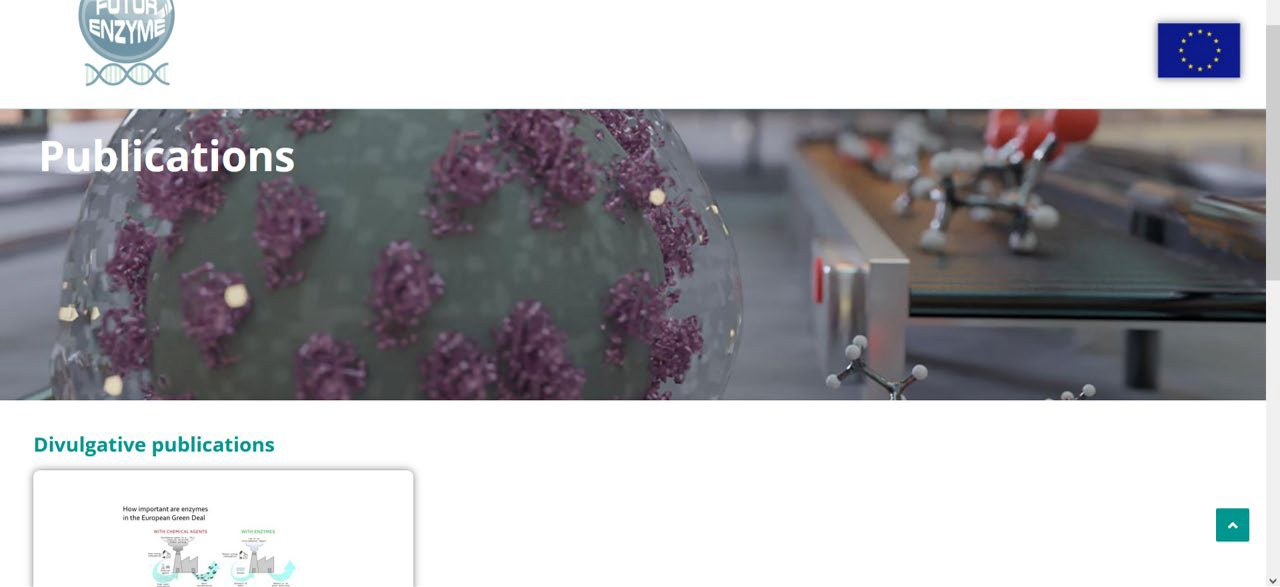 FUTUR
ENZYME
Publications
Divulgative publications
How important are enzymes
in the European Green Deal
WITH CHEMICAL AGENTS
WITH ENZYMES